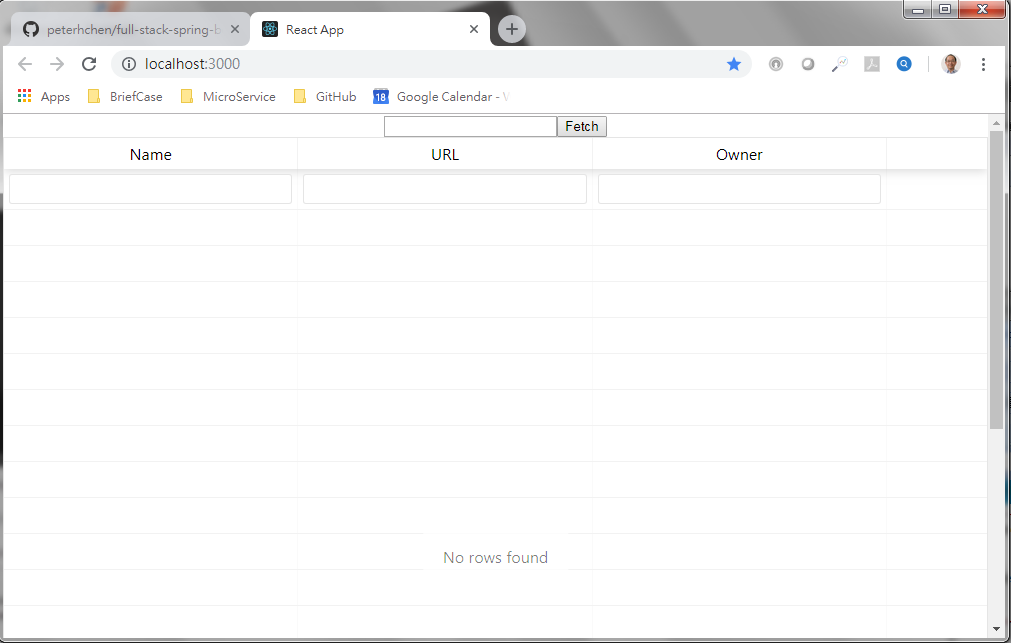 peterhchen/full-stack-spring-b
React App
localhost:3000
Apps BriefCase MicroService GitHub 18 Google Calendar -
Fetch
Name URL Owner
No rows found